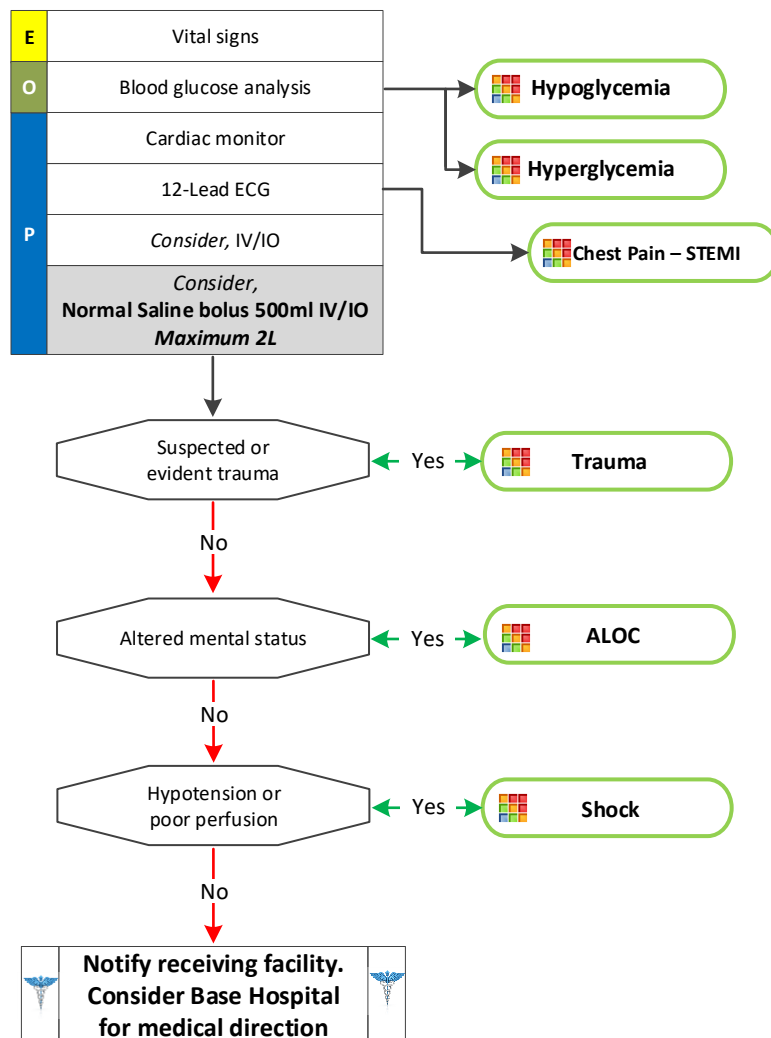 E
Vital signs
O
Blood glucose analysis
Hypoglycemia
Hyperglycemia
P
Cardiac monitor
12-Lead ECG
Chest Pain – STEMI
Consider, IV/IO
Consider,
Normal Saline bolus 500ml IV/IO
Maximum 2L
Suspected or
evident trauma
Yes
Trauma
No
Altered mental status
Yes
ALOC
No
Hypotension or
poor perfusion
Yes
Shock
No
Notify receiving facility.
Consider Base Hospital
for medical direction